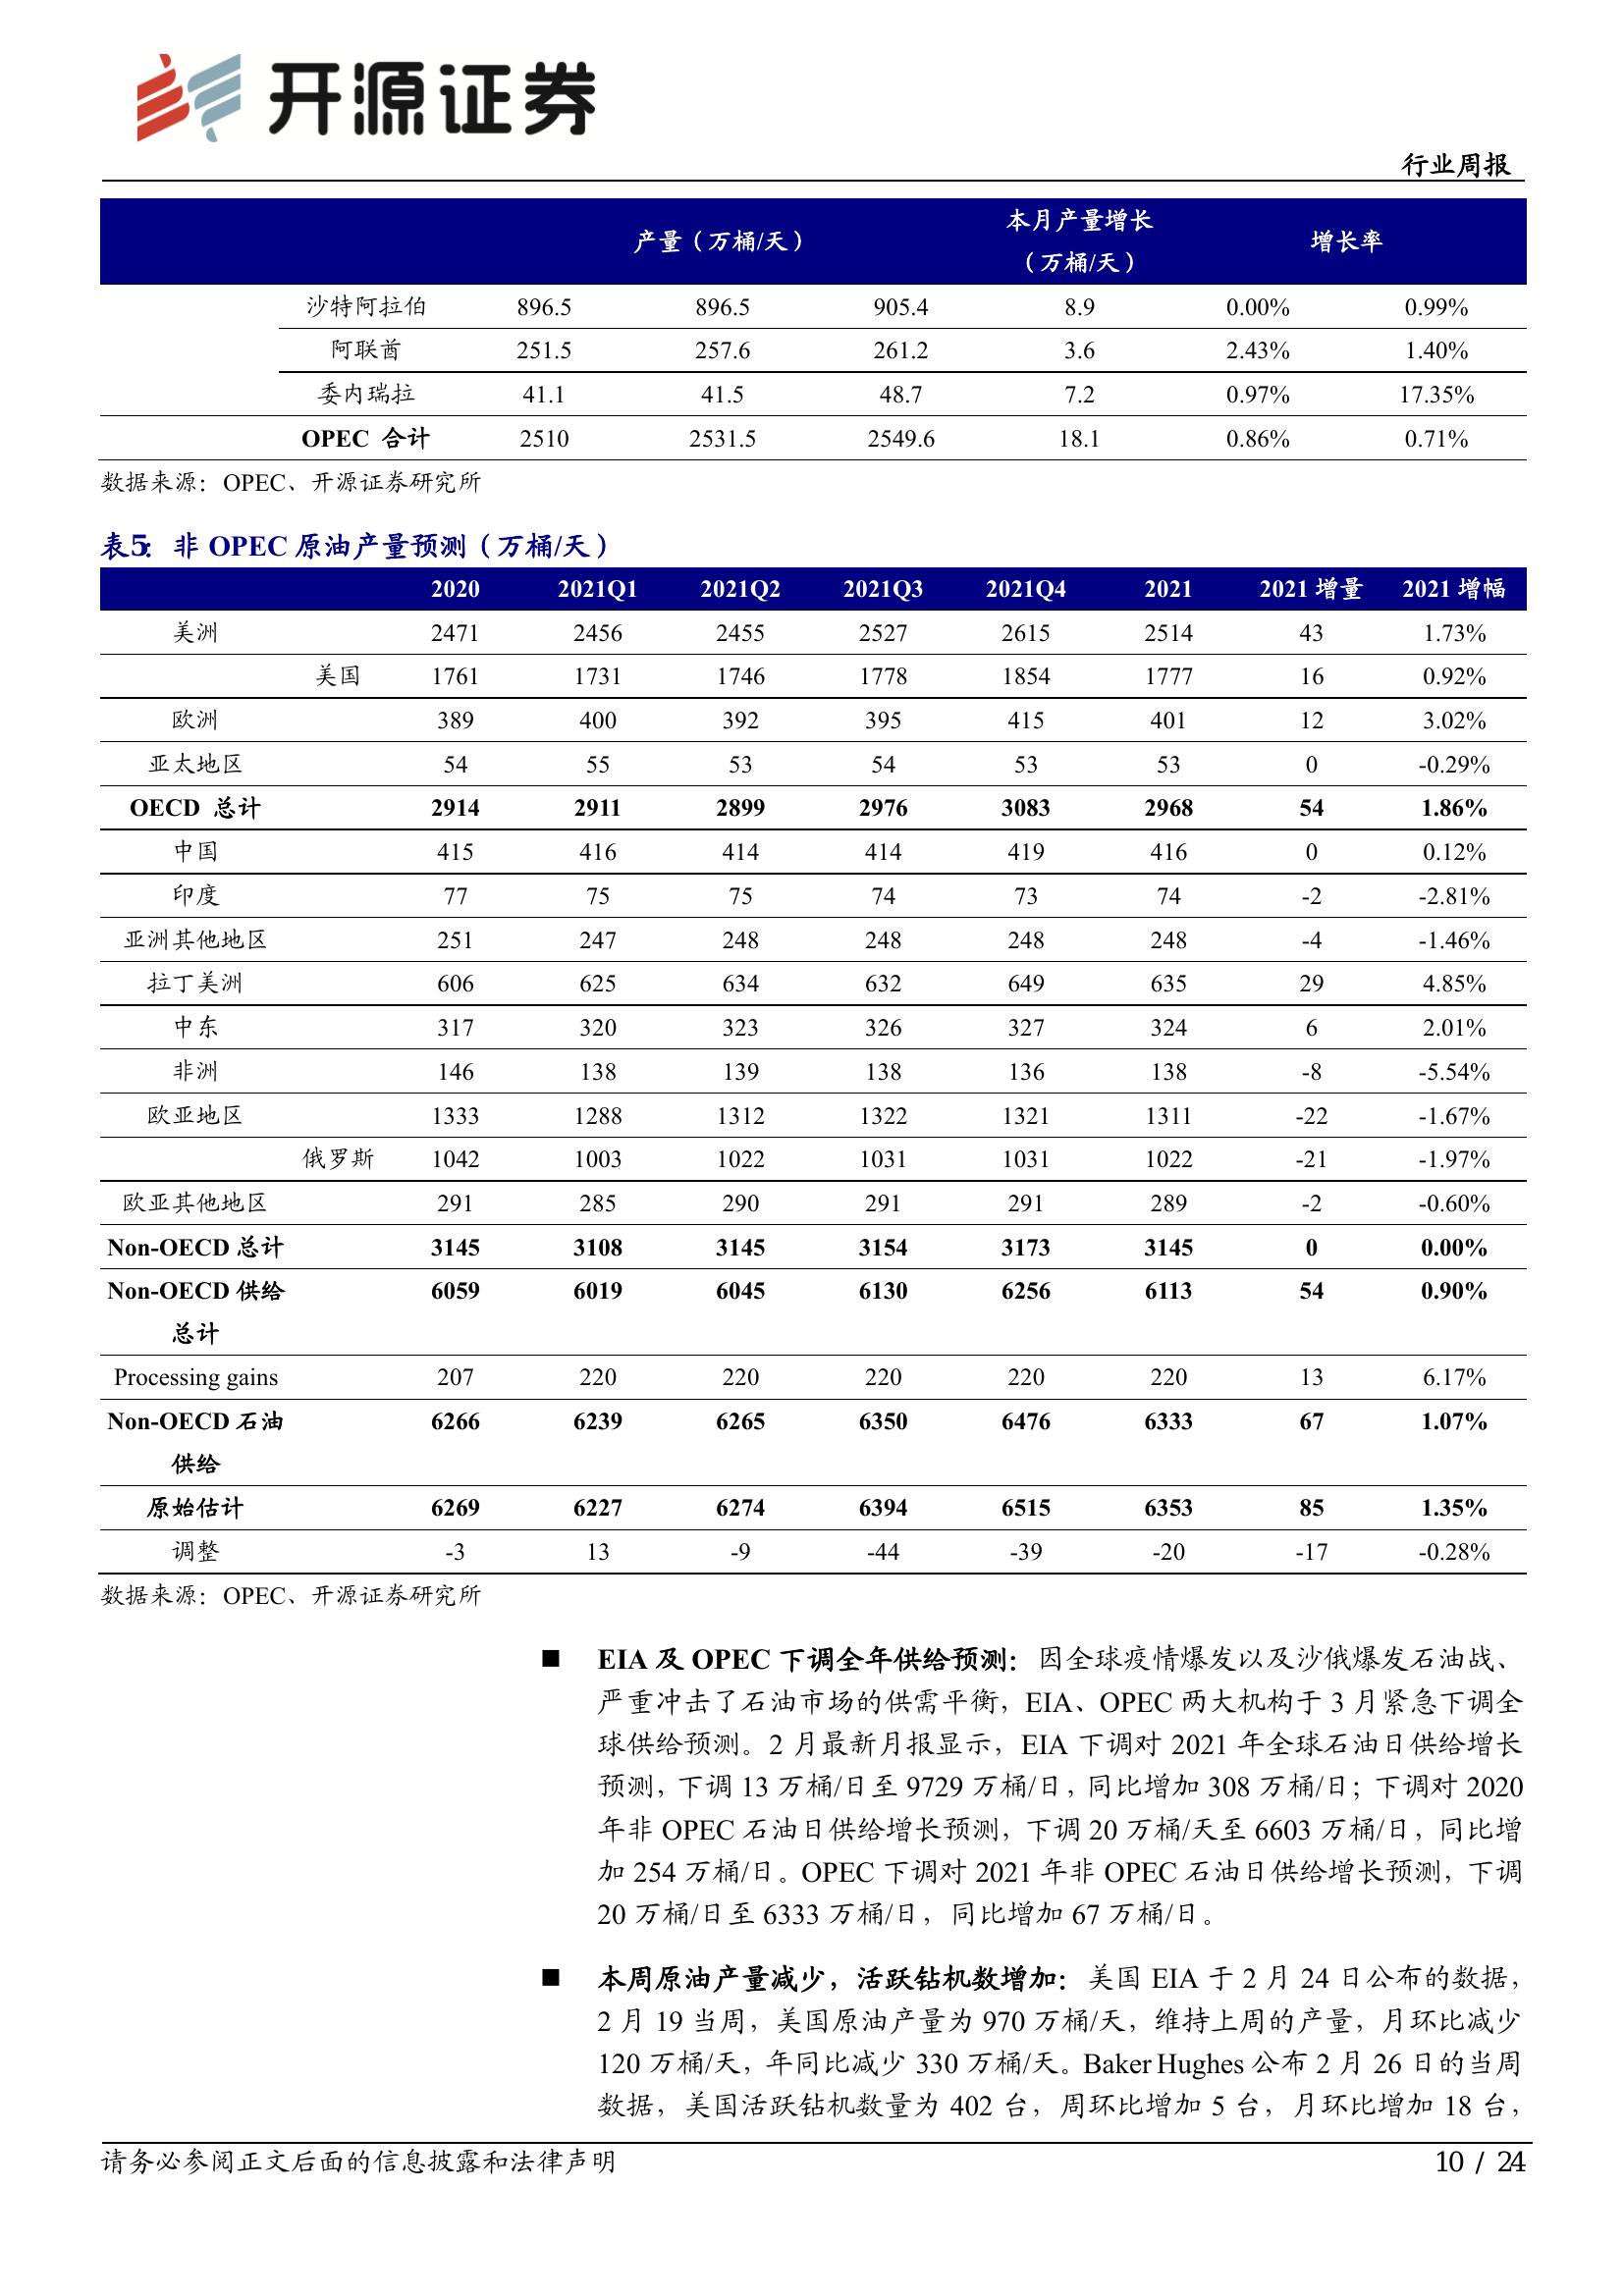 开源证券
行业周报
产量（万桶/天） 本月产量增长（万桶/天） 增长率
沙特阿拉伯 896.5 896.5 905.4 8.9 0.00% 0.99%
阿联酋 251.5 257.6 261.2 3.6 2.43% 1.40%
委内瑞拉 41.1 41.5 48.7 7.2 0.97% 17.35%
OPEC 合计 2510 2531.5 2549.6 18.1 0.86% 0.71%
数据来源：OPEC、开源证券研究所
表5：非 OPEC 原油产量预测（万桶/天）
2020 2021Q1 2021Q2 2021Q3 2021Q4 2021 2021 增量 2021 增幅
美洲 2471 2456 2455 2527 2615 2514 43 1.73%
美国 1761 1731 1746 1778 1854 1777 16 0.92%
欧洲 389 400 392 395 415 401 12 3.02%
亚太地区 54 55 53 54 53 53 0 -0.29%
OECD 总计 2914 2911 2899 2976 3083 2968 54 1.86%
中国 415 416 414 414 419 416 0 0.12%
印度 77 75 75 74 73 74 -2 -2.81%
亚洲其他地区 251 247 248 248 248 248 -4 -1.46%
拉丁美洲 606 625 634 632 649 635 29 4.85%
中东 317 320 323 326 327 324 6 2.01%
非洲 146 138 139 138 136 138 -8 -5.54%
欧亚地区 1333 1288 1312 1322 1321 1311 -22 -1.67%
俄罗斯 1042 1003 1022 1031 1031 1022 -21 -1.97%
欧亚其他地区 291 285 290 291 291 289 -2 -0.60%
Non-OECD 总计 3145 3108 3145 3154 3173 3145 0 0.00%
Non-OECD 供给 6059 6019 6045 6130 6256 6113 54 0.90%
总计
Processing gains 207 220 220 220 220 220 13 6.17%
Non-OECD 石油 6266 6239 6265 6350 6476 6333 67 1.07%
供给
原始估计 6269 6227 6274 6394 6515 6353 85 1.35%
调整 -3 13 -9 -44 -39 -20 -17 -0.28%
数据来源：OPEC、开源证券研究所
■ EIA 及 OPEC 下调全年供给预测：因全球疫情爆发以及沙俄爆发石油战、
严重冲击了石油市场的供需平衡，EIA、OPEC 两大机构于 3 月紧急下调全
球供给预测。2 月最新月报显示，EIA 下调对 2021 年全球石油日供给增长
预测，下调 13 万桶/日至 9729 万桶/日，同比增加 308 万桶/日；下调对 2020
年非 OPEC 石油日供给增长预测，下调 20 万桶/天至 6603 万桶/日，同比增
加 254 万桶/日。OPEC 下调对 2021 年非 OPEC 石油日供给增长预测，下调
20 万桶/日至 6333 万桶/日，同比增加 67 万桶/日。
■ 本周原油产量减少，活跃钻机数增加：美国 EIA 于 2 月 24 日公布的数据，
2 月 19 当周，美国原油产量为 970 万桶/天，维持上周的产量，月环比减少
120 万桶/天，年同比减少 330 万桶/天。Baker Hughes 公布 2 月 26 日的当周
数据，美国活跃钻机数量为 402 台，周环比增加 5 台，月环比增加 18 台，
请务必参阅正文后面的信息披露和法律声明 10 / 24